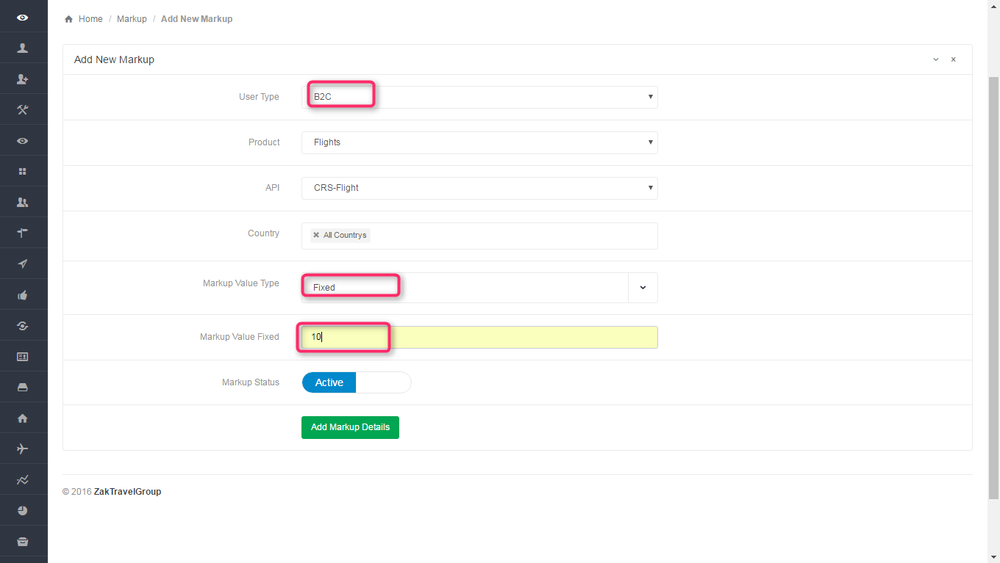 Home / Markup / Add New Markup
Add New Markup
User Type B2C
Product Flights
API CRS-Flight
Country All Countrys
Markup Value Type Fixed
Markup Value Fixed 10
Markup Status Active
Add Markup Details
© 2016 ZakTravelGroup